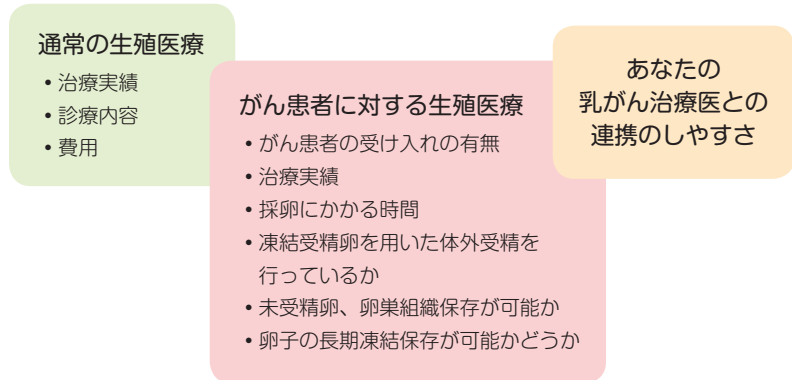 通常の生殖医療
•治療実績
•診療内容
•費用
がん患者に対する生殖医療
•がん患者の受け入れの有無
•治療実績
•採卵にかかる時間
•凍結受精卵を用いた体外受精を
行っているか
•未受精卵、卵巣組織保存が可能か
•卵子の長期凍結保存が可能かどうか
あなたの
乳がん治療医との
連携のしやすさ